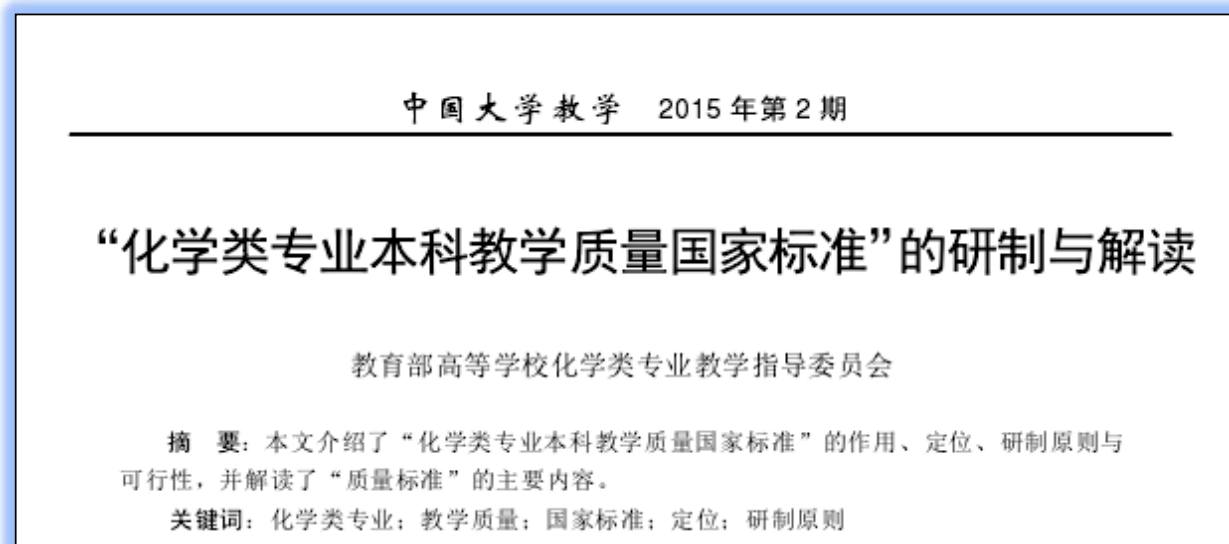 中国大学教学 2015年第2期
“化学类专业本科教学质量国家标准”的研制与解读
教育部高等学校化学类专业教学指导委员会
摘 要：本文介绍了“化学类专业本科教学质量国家标准”的作用、定位、研制原则与
可行性，并解读了“质量标准”的主要内容。
关键词：化学类专业；教学质量；国家标准；定位；研制原则